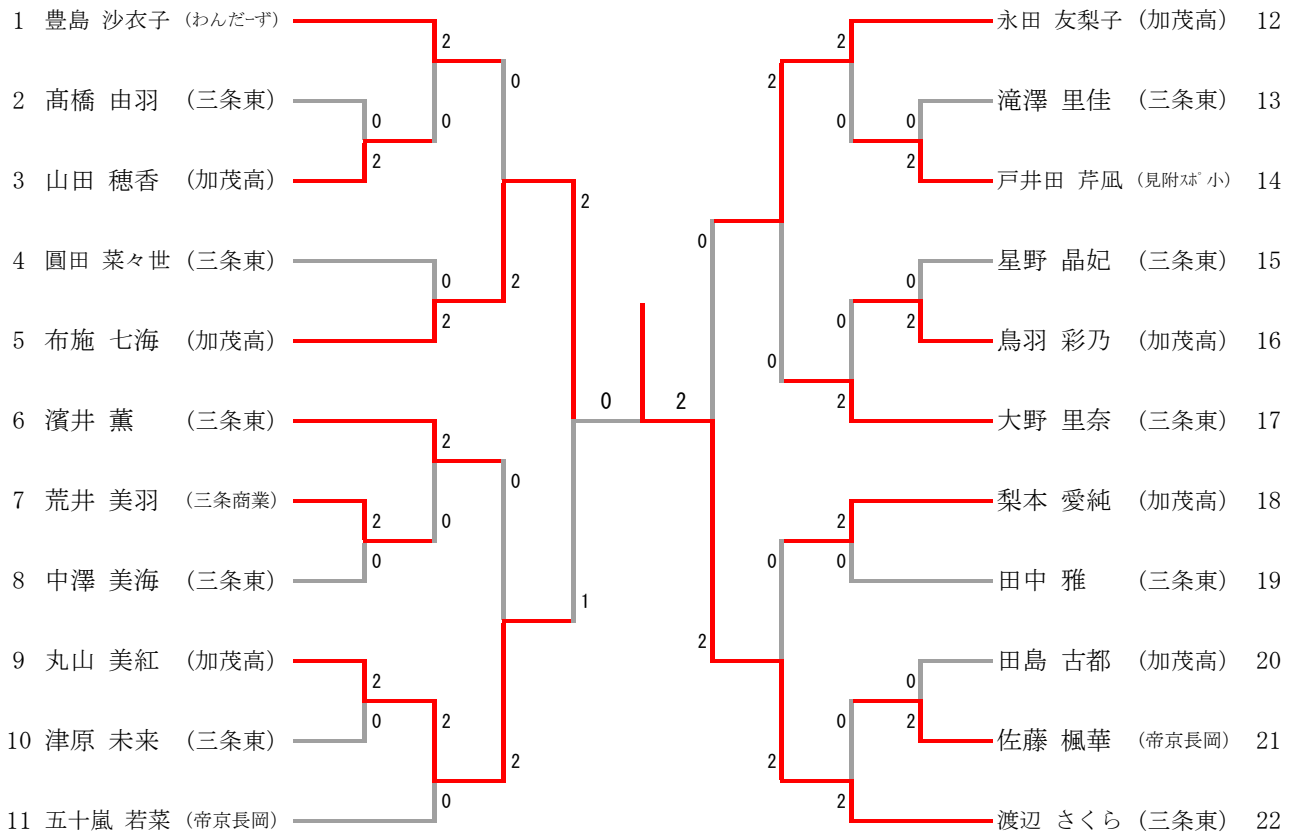 1 豊島 沙衣子 (わんだーず)
2 髙橋 由羽 (三条東)
3 山田 穂香 (加茂高)
4 圓田 菜々世 (三条東)
5 布施 七海 (加茂高)
6 濱井 薫 (三条東)
7 荒井 美羽 (三条商業)
8 中澤 美海 (三条東)
9 丸山 美紅 (加茂高)
10 津原 未来 (三条東)
11 五十嵐 若菜 (帝京長岡)
2
0
0
2
0
0
2
2
2
2
0
2
0
0
2
0
2
0
0
2
1
0 2
永田 友梨子 (加茂高) 12
滝澤 里佳 (三条東) 13
戸井田 芹凪 (見附スポ小) 14
星野 晶妃 (三条東) 15
鳥羽 彩乃 (加茂高) 16
大野 里奈 (三条東) 17
梨本 愛純 (加茂高) 18
田中 雅 (三条東) 19
田島 古都 (加茂高) 20
佐藤 楓華 (帝京長岡) 21
渡辺 さくら (三条東) 22
2
2
0
0
2
0
0
0
2
0
2
2
0
0
2
0
0
2
2
2